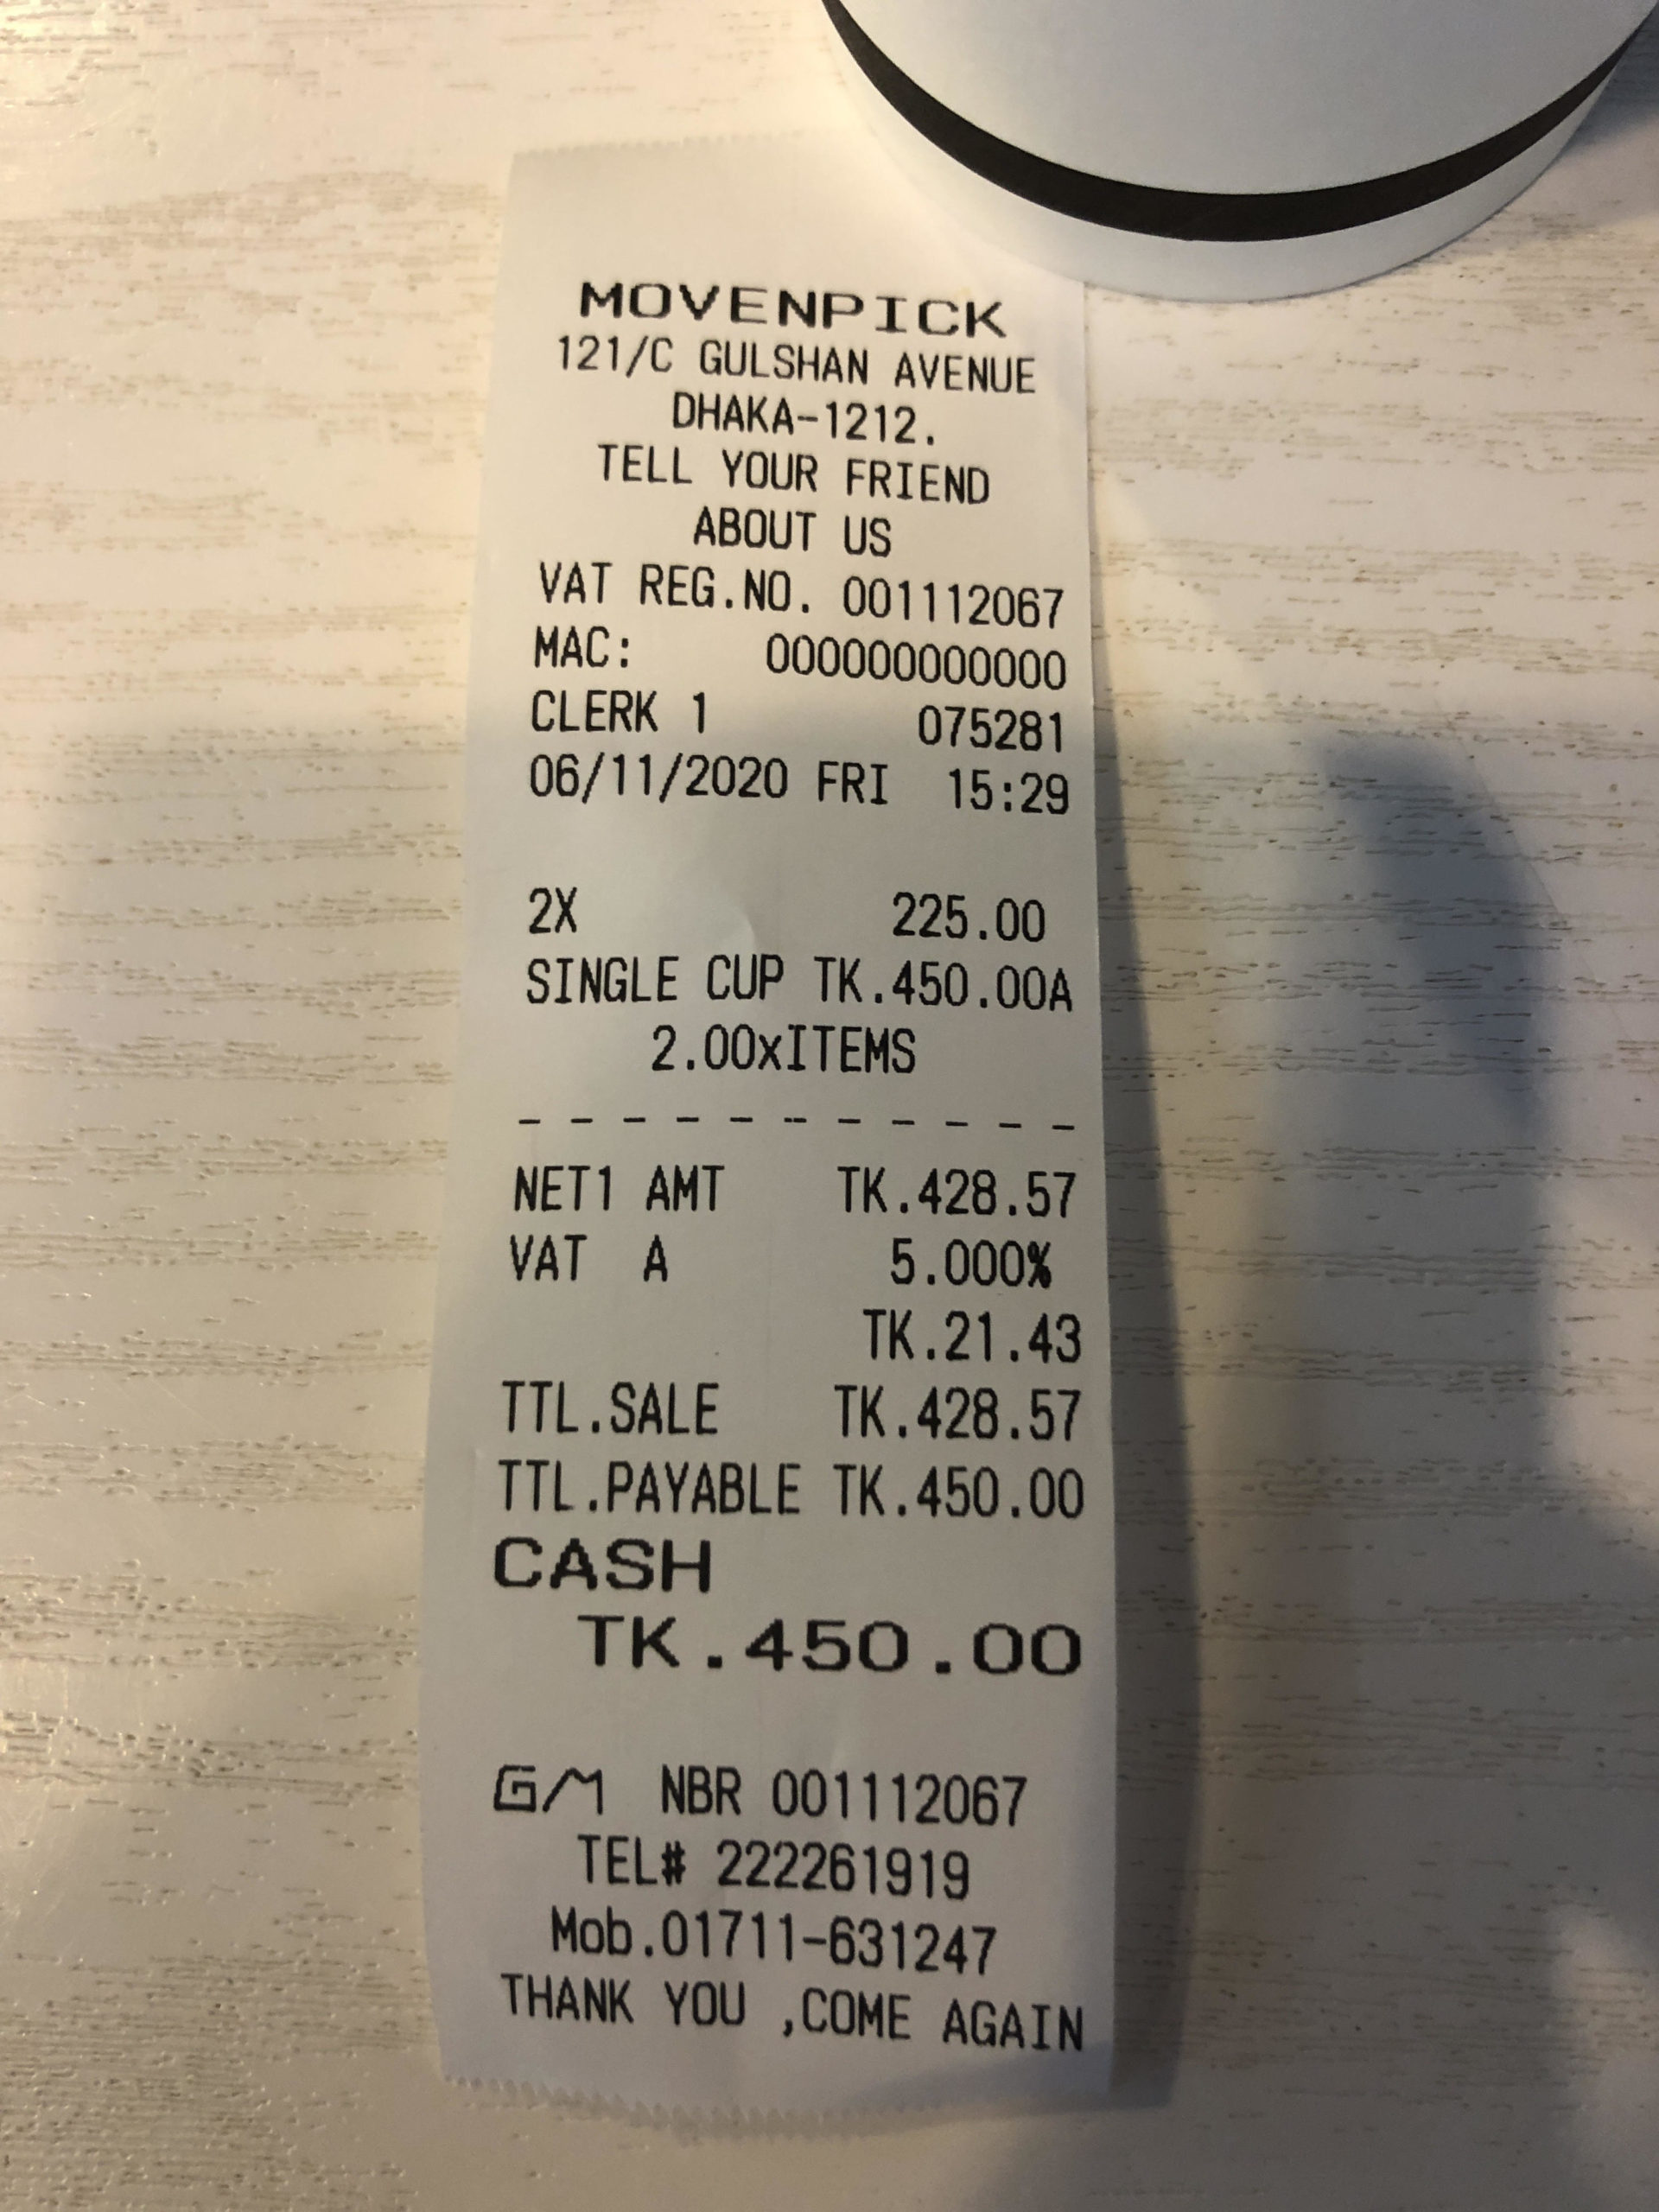 MOVENPICK
121/C GULSHAN AVENUE
DHAKA-1212.
TELL YOUR FRIEND
ABOUT US
VAT REG.NO. 001112067
MAC: 000000000000
CLERK 1 075281
06/11/2020 FRI 15:29
2X 225.00
SINGLE CUP TK.450.00A
2.00xITEMS
- - - - - - - - - - -
NET1 AMT TK.428.57
VAT A 5.000%
TK.21.43
TTL.SALE TK.428.57
TTL.PAYABLE TK.450.00
CASH
TK.450.00
G/M NBR 001112067
TEL# 222261919
Mob.01711-631247
THANK YOU ,COME AGAIN